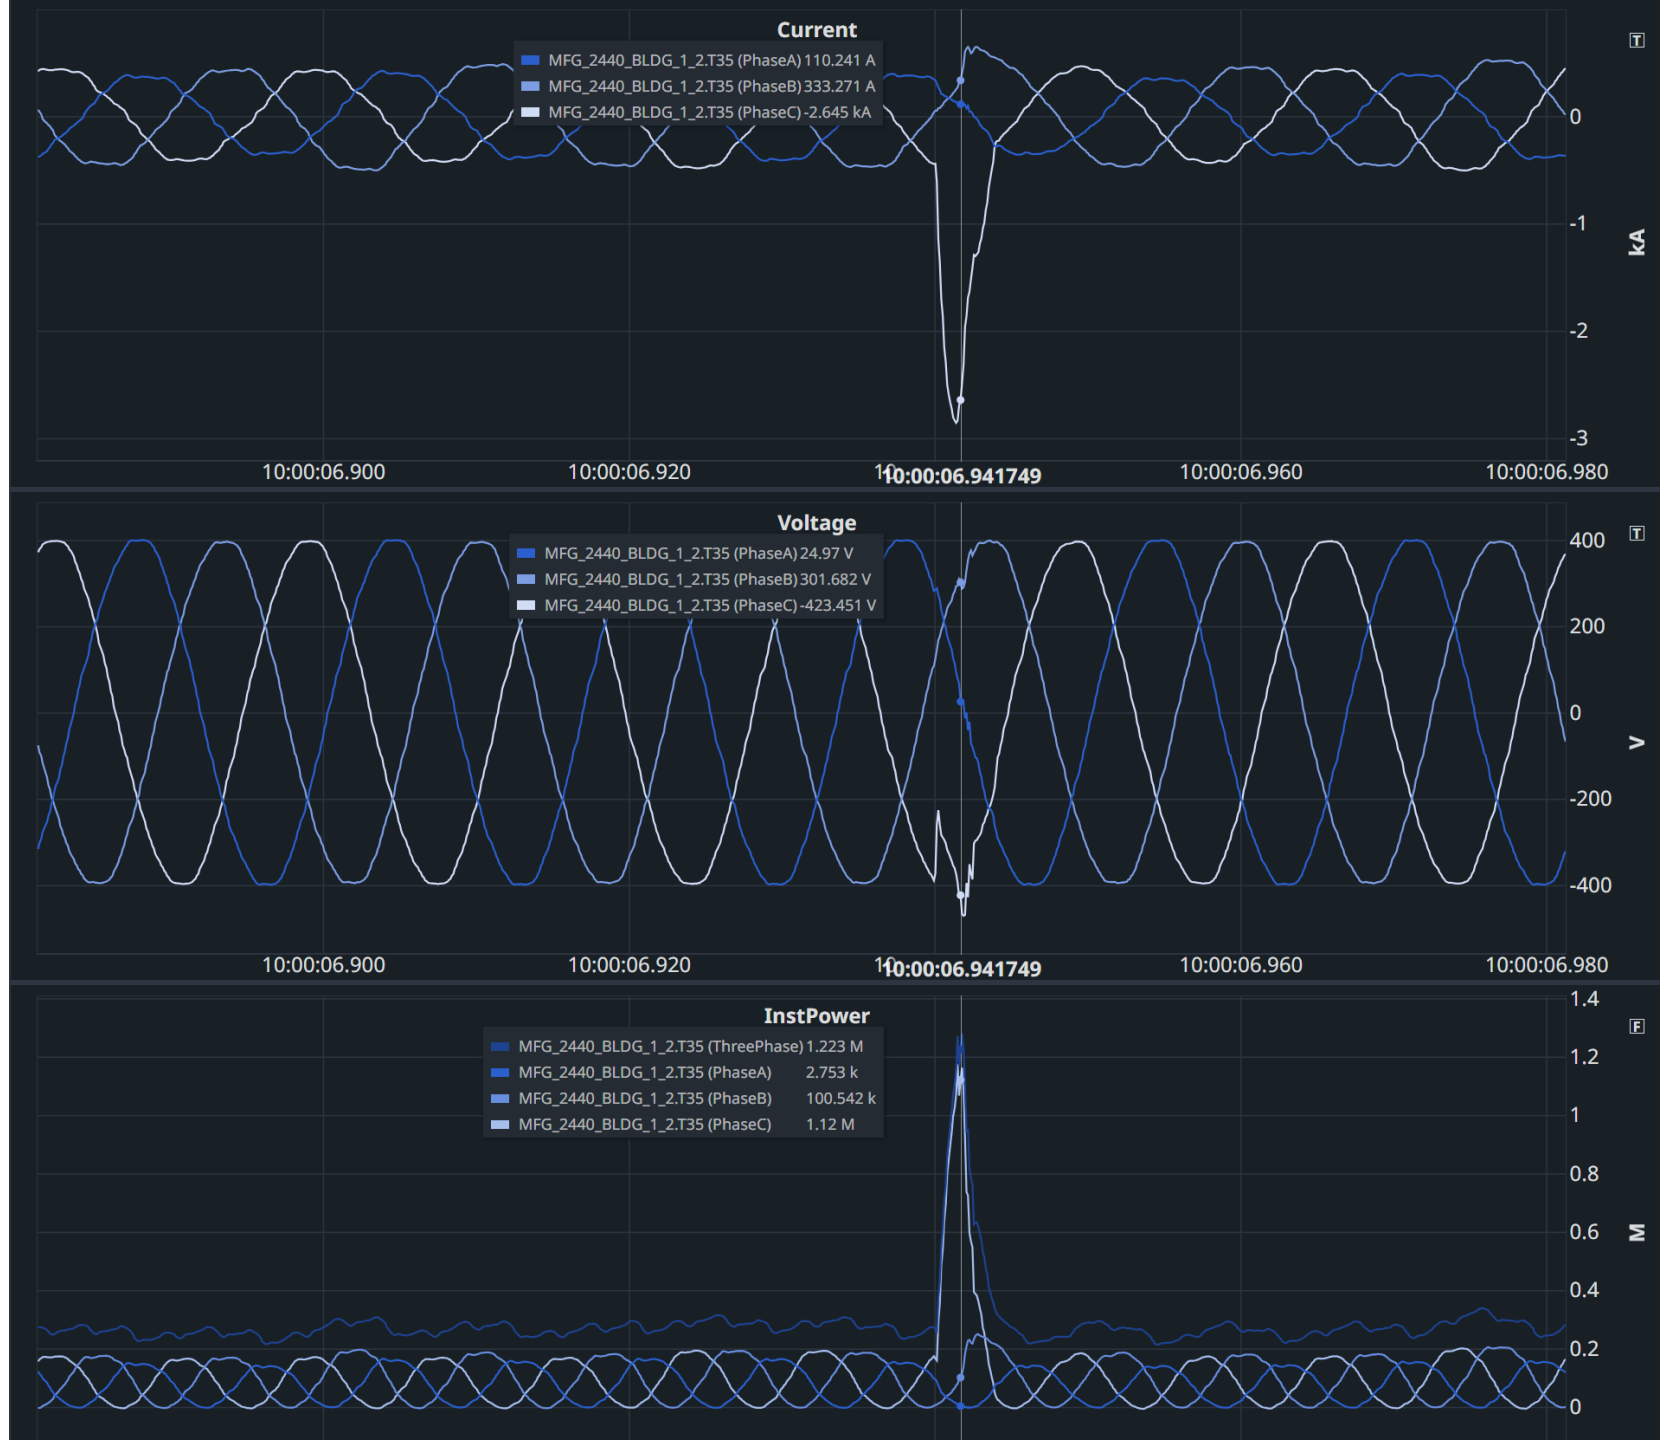 Current
MFG_2440_BLDG_1_2.T35 (PhaseA) 110.241 A
MFG_2440_BLDG_1_2.T35 (PhaseB) 333.271 A
MFG_2440_BLDG_1_2.T35 (PhaseC) -2.645 kA
T
0
-1
kA
-2
-3
10:00:06.900 10:00:06.920 10:00:06.941749 10:00:06.960 10:00:06.980
Voltage
MFG_2440_BLDG_1_2.T35 (PhaseA) 24.97 V
MFG_2440_BLDG_1_2.T35 (PhaseB) 301.682 V
MFG_2440_BLDG_1_2.T35 (PhaseC) -423.451 V
T
400
200
0
V
-200
-400
10:00:06.900 10:00:06.920 10:00:06.941749 10:00:06.960 10:00:06.980
InstPower
MFG_2440_BLDG_1_2.T35 (ThreePhase) 1.223 M
MFG_2440_BLDG_1_2.T35 (PhaseA) 2.753 k
MFG_2440_BLDG_1_2.T35 (PhaseB) 100.542 k
MFG_2440_BLDG_1_2.T35 (PhaseC) 1.12 M
1.4
F
1.2
1
0.8
0.6
M
0.4
0.2
0